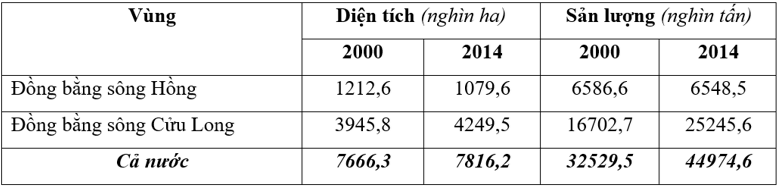 Vùng Diện tích (nghìn ha) Sản lượng (nghìn tấn)
2000 2014 2000 2014
Đồng bằng sông Hồng 1212,6 1079,6 6586,6 6548,5
Đồng bằng sông Cửu Long 3945,8 4249,5 16702,7 25245,6
Cả nước 7666,3 7816,2 32529,5 44974,6